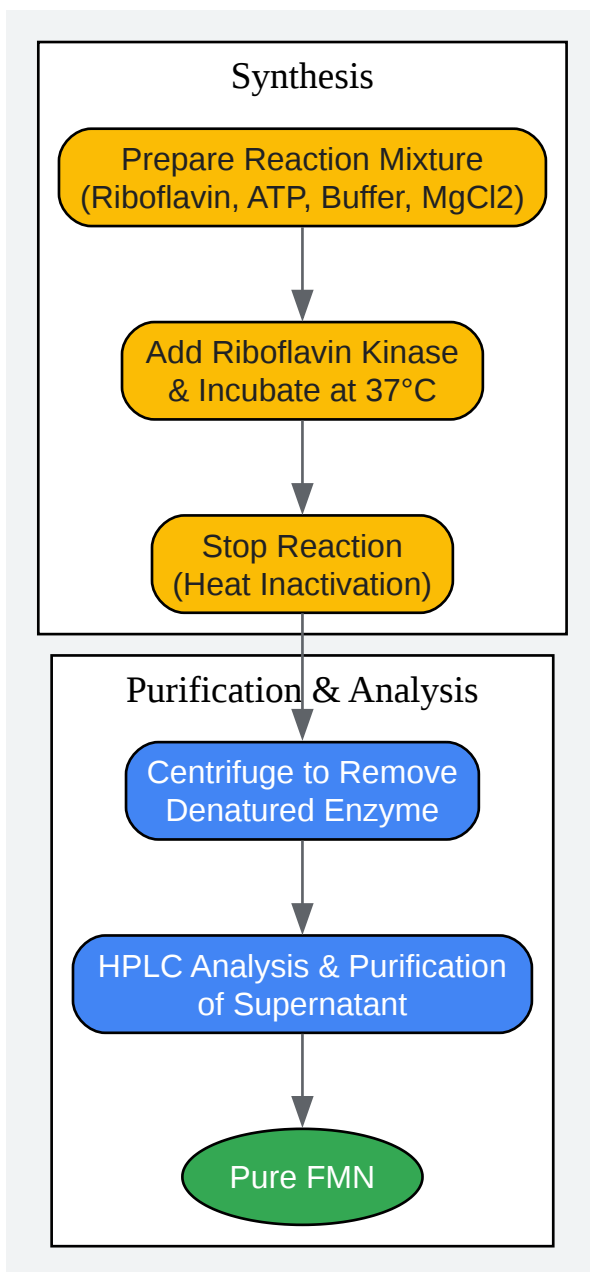 Synthesis
Prepare Reaction Mixture
(Riboflavin, ATP, Buffer, MgCl2)
Add Riboflavin Kinase
& Incubate at 37°C
Stop Reaction
(Heat Inactivation)
Purification & Analysis
Centrifuge to Remove
Denatured Enzyme
HPLC Analysis & Purification
of Supernatant
Pure FMN